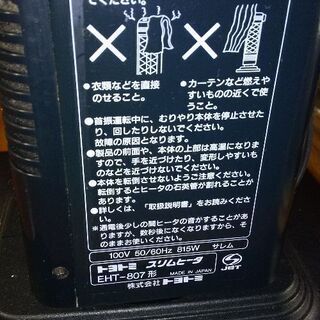 てください。
●衣類などを直接
のせること。
●カーテンなど燃えや
すいものの近くで使
うこと。
●首振運転中に、むりやり本体を停止させた
り、回したりしないでください。
故障の原因となります。
●製品の前面や、本体の上部は高温になりま
すので、手を近づけたり、変形しやすいも
のなどを近づけないでください。
●本体を転倒させないよう注意ください。
転倒するとヒータの石英管が割れることがあ
ります。
●詳しくは、「取扱説明書」をお読みくださ
い。
※通電後少しの間ヒータの音がすることがあ
りますが、数秒後になくなりますから、そ
のままお使いください。
100V 50/60Hz 815W サレム
トヨトミ スリムヒータ
EHT-807形 MADE IN JAPAN
株式会社トヨトミ
JET